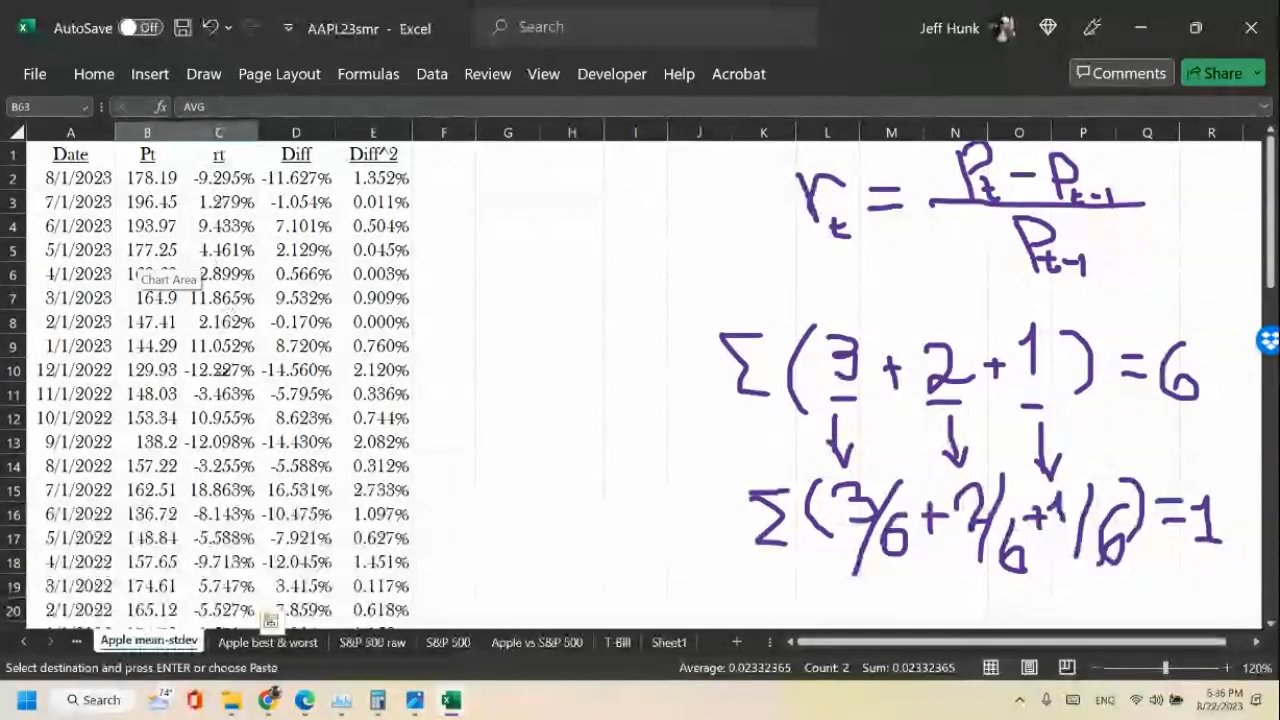 AutoSave Off AAPL23smr - Excel Search Jeff Hunk
File Home Insert Draw Page Layout Formulas Data Review View Developer Help Acrobat Comments Share
B63 fx AVG
A B C D E F G H I J K L M N O P Q R
1 Date Pt rt Diff Diff^2
2 8/1/2023 178.19 -9.295% -11.627% 1.352%
3 7/1/2023 196.45 1.279% -1.054% 0.011%
4 6/1/2023 193.97 9.433% 7.101% 0.504%
5 5/1/2023 177.25 4.461% 2.129% 0.045%
6 4/1/2023 2.899% 0.566% 0.003%
Chart Area
7 3/1/2023 164.9 11.865% 9.532% 0.909%
8 2/1/2023 147.41 2.162% -0.170% 0.000%
9 1/1/2023 144.29 11.052% 8.720% 0.760%
10 12/1/2022 129.93 -12.227% -14.560% 2.120%
11 11/1/2022 148.03 -3.463% -5.795% 0.336%
12 10/1/2022 153.34 10.955% 8.623% 0.744%
13 9/1/2022 138.2 -12.098% -14.430% 2.082%
14 8/1/2022 157.22 -3.255% -5.588% 0.312%
15 7/1/2022 162.51 18.863% 16.531% 2.733%
16 6/1/2022 136.72 -8.143% -10.475% 1.097%
17 5/1/2022 148.84 -5.588% -7.921% 0.627%
18 4/1/2022 157.65 -9.713% -12.045% 1.451%
19 3/1/2022 174.61 5.747% 3.415% 0.117%
20 2/1/2022 165.12 -5.527% 7.859% 0.618%
rt = Pt - Pt-1
Pt-1
Σ(3 + 2 + 1) = 6
Σ(3/6 + 2/6 + 1/6) = 1
... Apple mean-stdev Apple best & worst S&P 500 raw S&P 500 Apple vs S&P 500 T-Bill Sheet1 +
Select destination and press ENTER or choose Paste Average: 0.02332365 Count: 2 Sum: 0.02332365 120%
Search 74° ENG 5:36 PM
8/22/2023